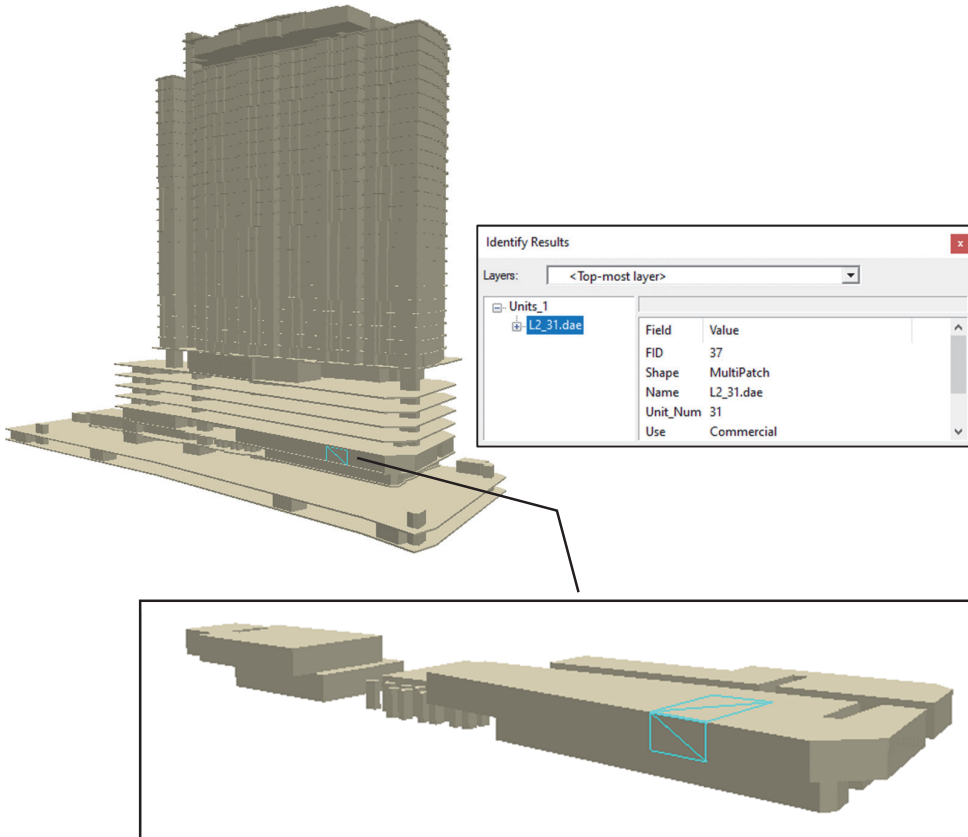 Identify Results
x
Layers: <Top-most layer>
Units_1
L2_31.dae
Field Value
FID 37
Shape MultiPatch
Name L2_31.dae
Unit_Num 31
Use Commercial